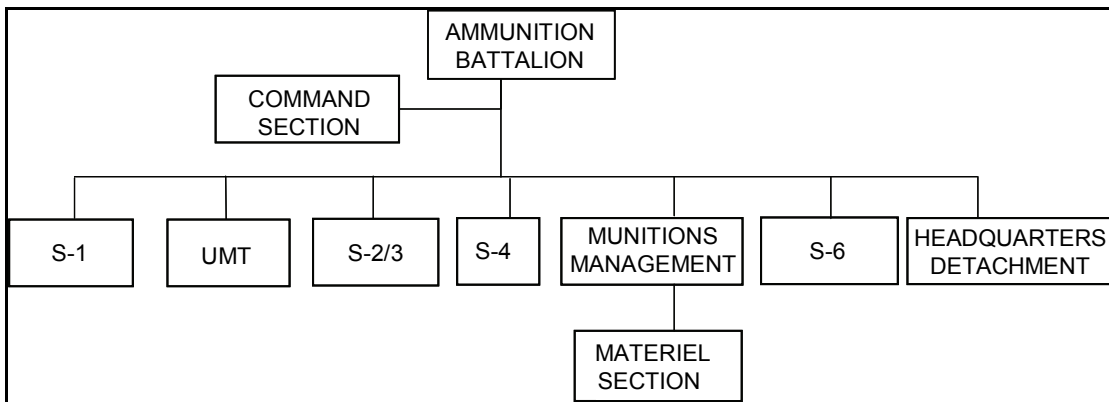 AMMUNITION
BATTALION
COMMAND
SECTION
S-1
UMT
S-2/3
S-4
MUNITIONS
MANAGEMENT
S-6
HEADQUARTERS
DETACHMENT
MATERIEL
SECTION